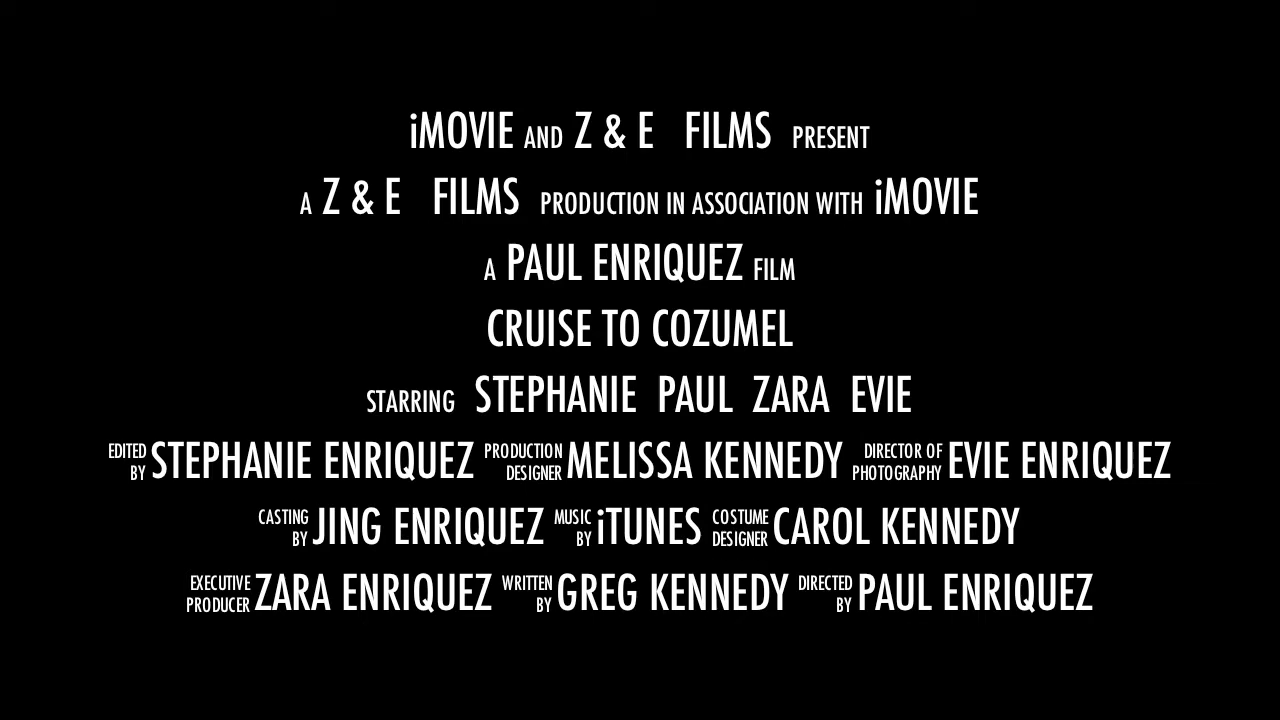 iMOVIE AND Z & E FILMS PRESENT
A Z & E FILMS PRODUCTION IN ASSOCIATION WITH iMOVIE
A PAUL ENRIQUEZ FILM
CRUISE TO COZUMEL
STARRING STEPHANIE PAUL ZARA EVIE
EDITED BY STEPHANIE ENRIQUEZ PRODUCTION DESIGNER MELISSA KENNEDY DIRECTOR OF PHOTOGRAPHY EVIE ENRIQUEZ
CASTING BY JING ENRIQUEZ MUSIC BY iTUNES COSTUME DESIGNER CAROL KENNEDY
EXECUTIVE PRODUCER ZARA ENRIQUEZ WRITTEN BY GREG KENNEDY DIRECTED BY PAUL ENRIQUEZ